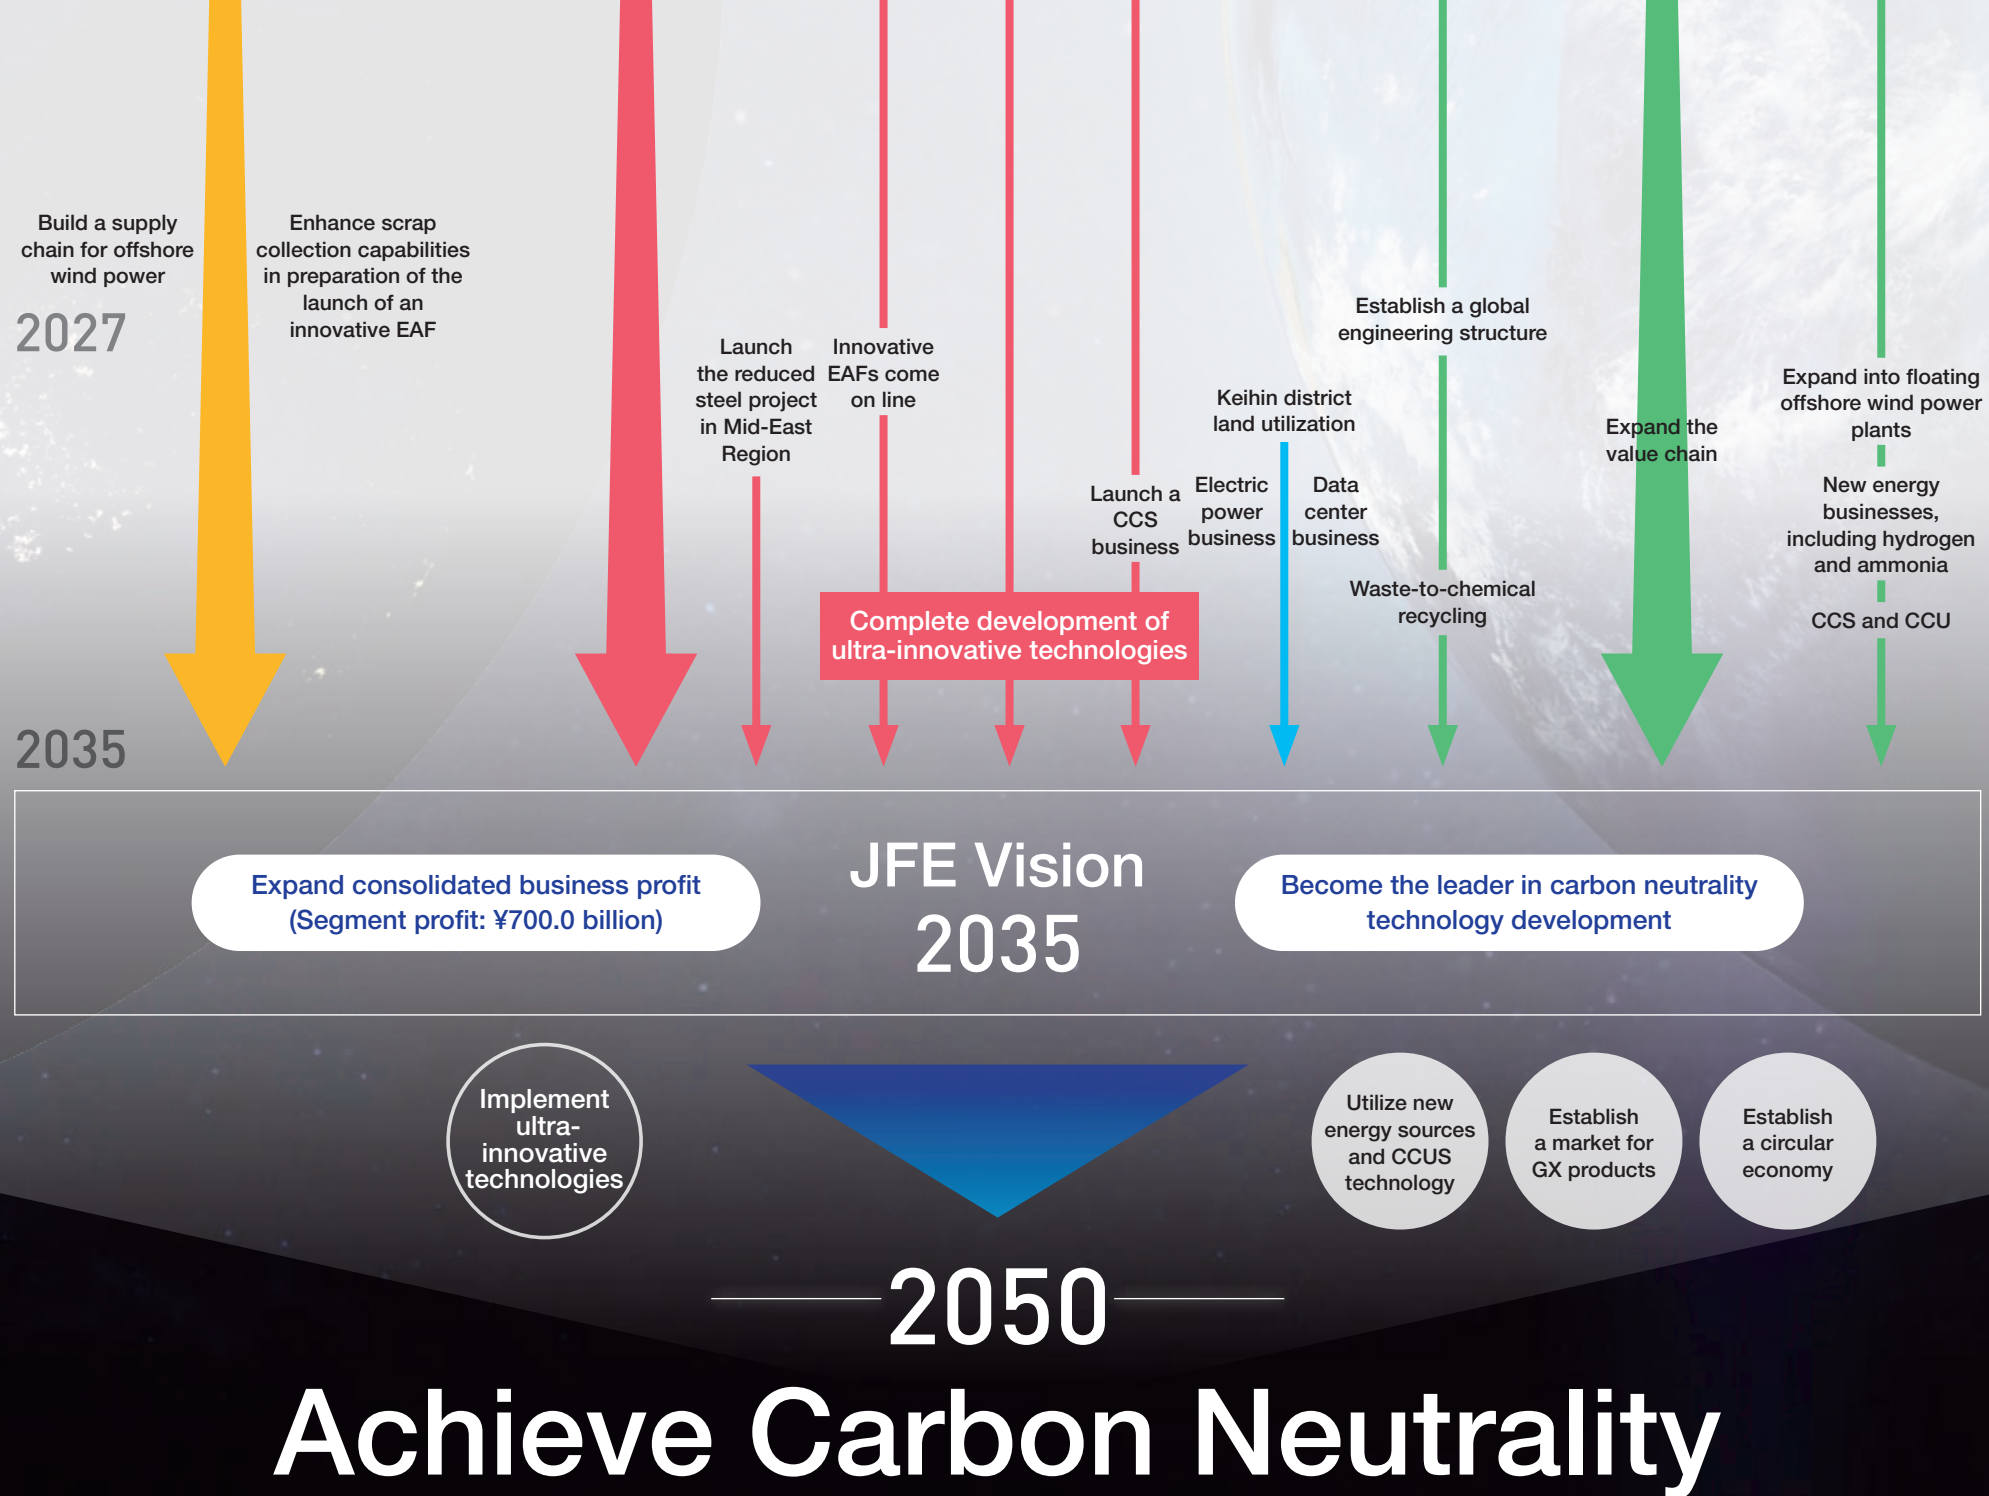 Build a supply
chain for offshore
wind power
Enhance scrap
collection capabilities
in preparation of the
launch of an
innovative EAF
2027
Launch
the reduced
steel project
in Mid-East
Region
Innovative
EAFs come
on line
Launch a
CCS
business
Keihin district
land utilization
Electric
power
business
Data
center
business
Establish a global
engineering structure
Waste-to-chemical
recycling
Expand the
value chain
Expand into floating
offshore wind power
plants
New energy
businesses,
including hydrogen
and ammonia
CCS and CCU
Complete development of
ultra-innovative technologies
2035
Expand consolidated business profit
(Segment profit: ¥700.0 billion)
JFE Vision
2035
Become the leader in carbon neutrality
technology development
Implement
ultra-
innovative
technologies
Utilize new
energy sources
and CCUS
technology
Establish
a market for
GX products
Establish
a circular
economy
2050
Achieve Carbon Neutrality